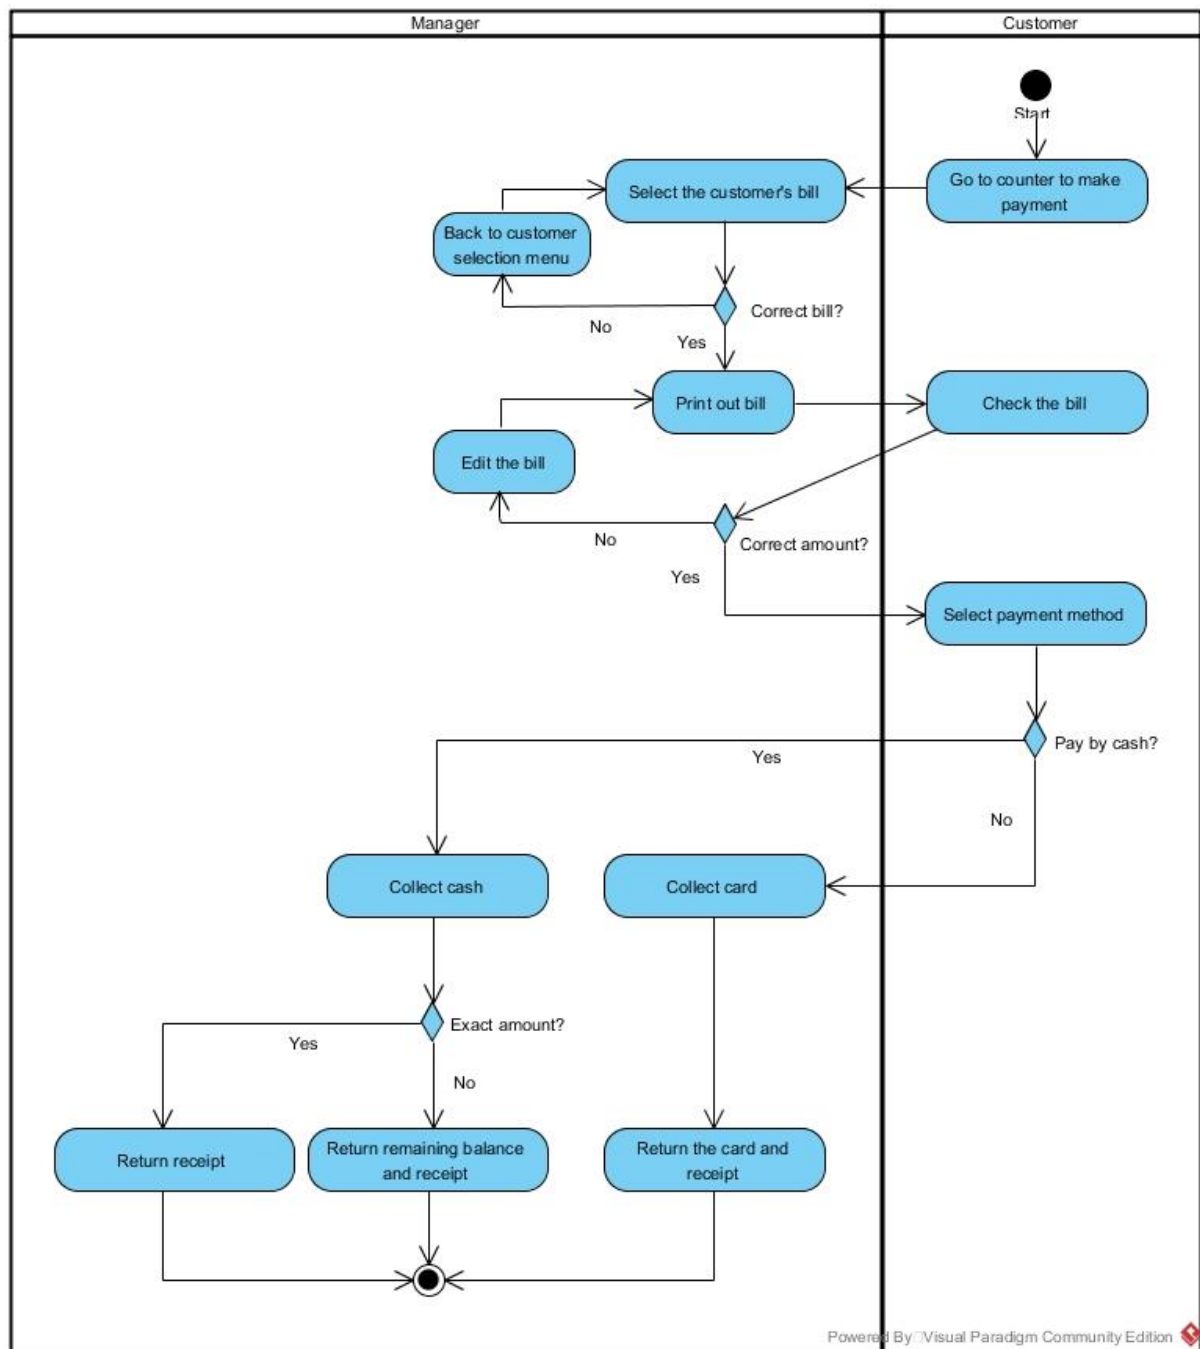 Manager
Customer
Start
Go to counter to make
payment
Select the customer's bill
Back to customer
selection menu
Correct bill?
No
Yes
Print out bill
Check the bill
Edit the bill
Correct amount?
No
Yes
Select payment method
Pay by cash?
Yes
No
Collect cash
Collect card
Exact amount?
Yes
No
Return receipt
Return remaining balance
and receipt
Return the card and
receipt
Powered By Visual Paradigm Community Edition